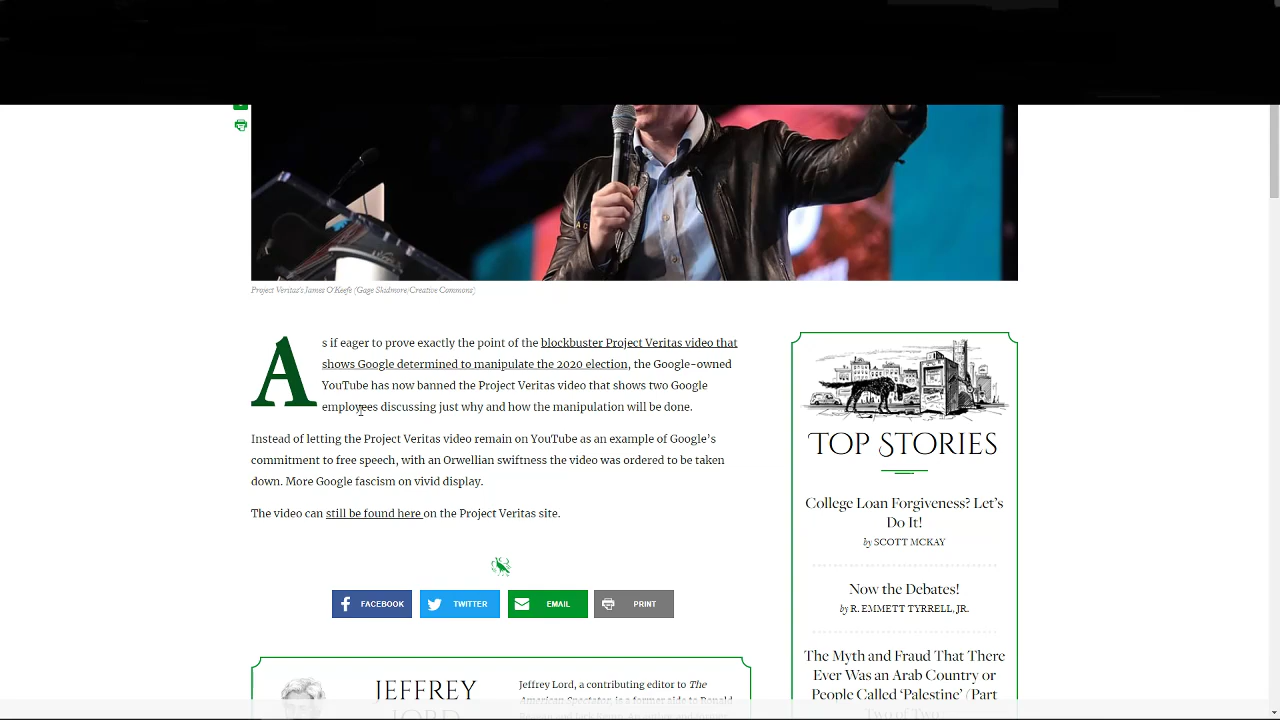 Project Veritas's James O'Keefe (Gage Skidmore/Creative Commons)
As if eager to prove exactly the point of the blockbuster Project Veritas video that
shows Google determined to manipulate the 2020 election, the Google-owned
YouTube has now banned the Project Veritas video that shows two Google
employees discussing just why and how the manipulation will be done.
Instead of letting the Project Veritas video remain on YouTube as an example of Google's
commitment to free speech, with an Orwellian swiftness the video was ordered to be taken
down. More Google fascism on vivid display.
The video can still be found here on the Project Veritas site.
FACEBOOK
TWITTER
EMAIL
PRINT
JEFFREY
LORD
Jeffrey Lord, a contributing editor to The
American Spectator, is a former aide to Ronald
TOP STORIES
College Loan Forgiveness? Let's
Do It!
by SCOTT MCKAY
Now the Debates!
by R. EMMETT TYRRELL, JR.
The Myth and Fraud That There
Ever Was an Arab Country or
People Called 'Palestine' (Part
Two of Two